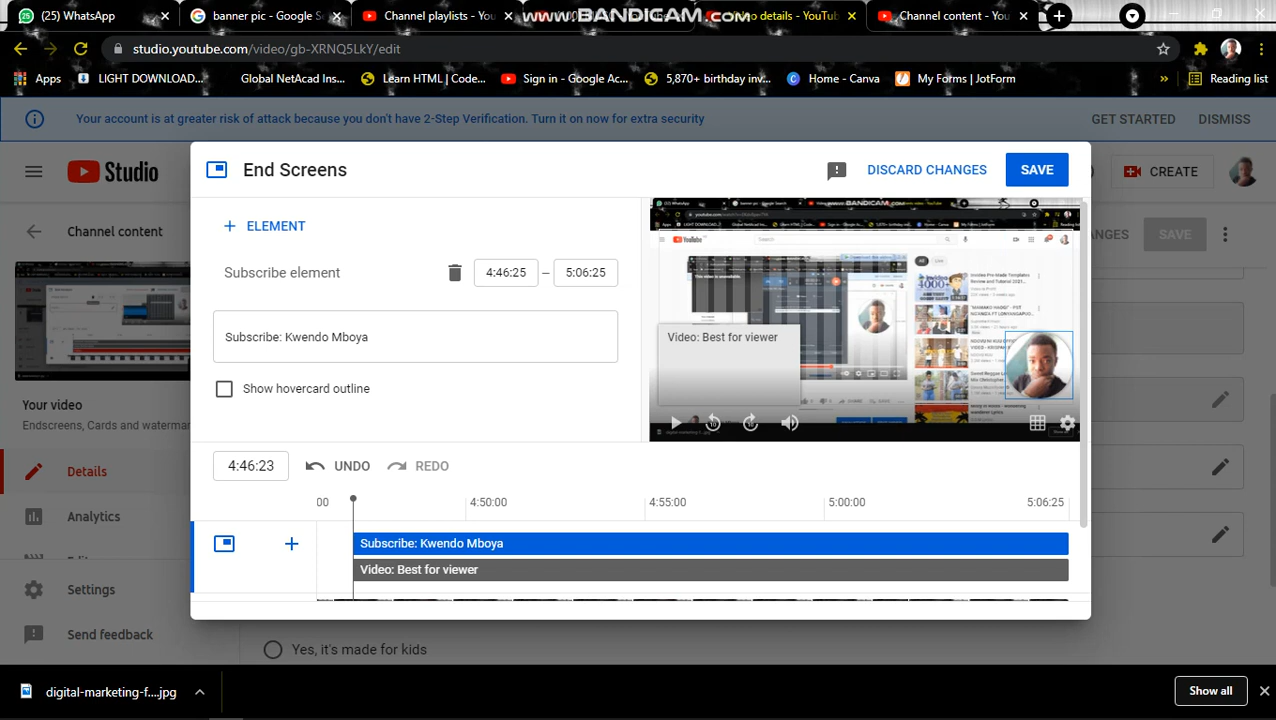 (25) WhatsApp
banner pic - Google S
Channel playlists - You
www.BANDICAM.com
Video details - YouTub
Channel content - You
studio.youtube.com/video/gb-XRNQ5LkY/edit
Apps
LIGHT DOWNLOAD...
Global NetAcad Ins...
Learn HTML | Code...
Sign in - Google Ac...
5,870+ birthday inv...
Home - Canva
My Forms | JotForm
»
Reading list
Your account is at greater risk of attack because you don't have 2-Step Verification. Turn it on now for extra security
GET STARTED
DISMISS
Studio
End Screens
DISCARD CHANGES
SAVE
CREATE
Channel content
+ ELEMENT
Subscribe element
4:46:25 – 5:06:25
Subscribe: Kwendo Mboya
Show hovercard outline
Video: Best for viewer
ANGES
SAVE
Your video
Endscreens, Cards and watermar
4:46:23
UNDO
REDO
Details
Analytics
Settings
Send feedback
00
4:50:00
4:55:00
5:00:00
5:06:25
Subscribe: Kwendo Mboya
Video: Best for viewer
Yes, it's made for kids
digital-marketing-f....jpg
Show all